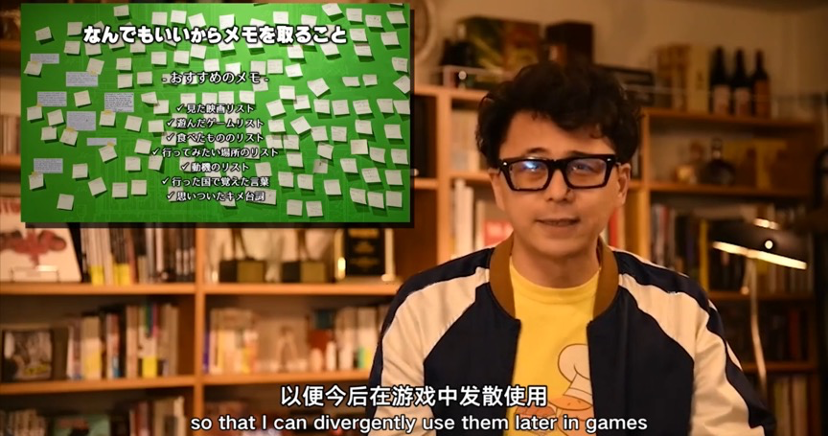 なんでもいいからメモを取ること
- おすすめのメモ -
✓見た映画リスト
✓遊んだゲームリスト
✓食べたもののリスト
✓行ってみたい場所のリスト
✓動機のリスト
✓行った国で覚えた言葉
✓思いついたキメ台詞
以便今后在游戏中发散使用
so that I can divergently use them later in games